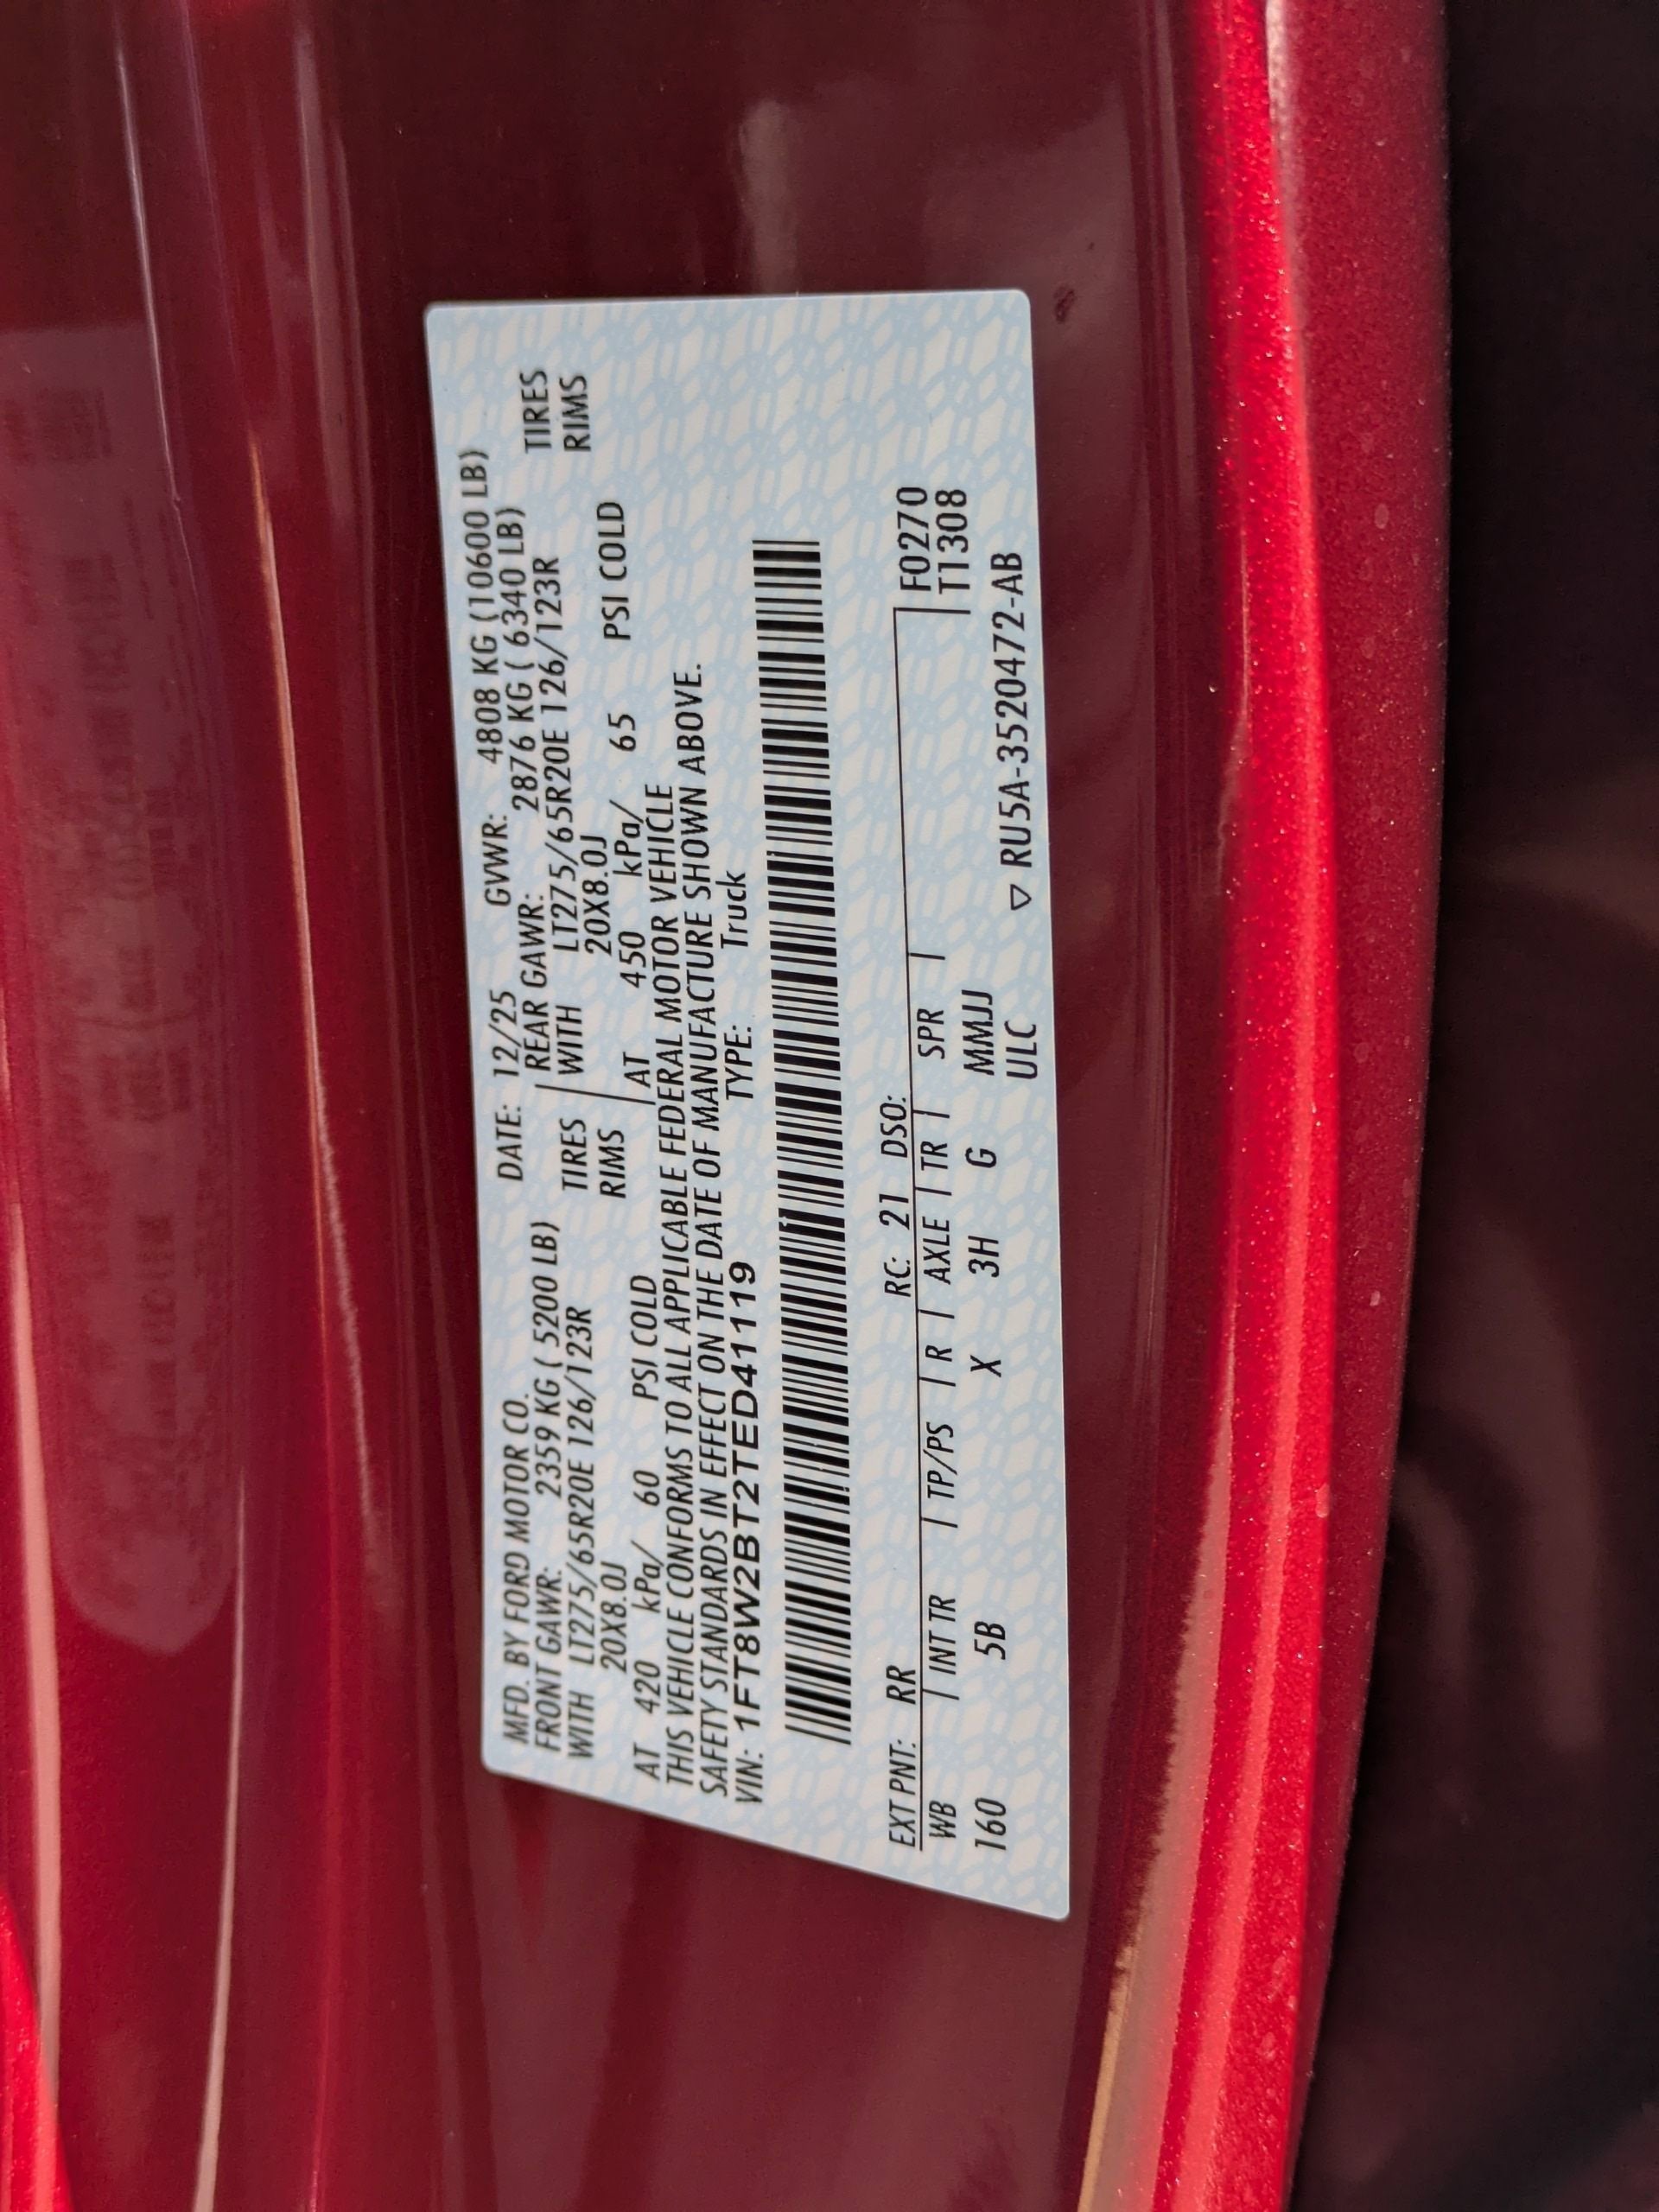 MFD. BY FORD MOTOR CO. DATE: 12/25 GVWR: 4808 KG (10600 LB)
FRONT GAWR: 2359 KG ( 5200 LB) REAR GAWR: 2876 KG ( 6340 LB)
WITH LT275/65R20E 126/123R TIRES WITH LT275/65R20E 126/123R TIRES
20X8.0J RIMS 20X8.0J RIMS
AT 420 kPa/ 60 PSI COLD AT 450 kPa/ 65 PSI COLD
THIS VEHICLE CONFORMS TO ALL APPLICABLE FEDERAL MOTOR VEHICLE
SAFETY STANDARDS IN EFFECT ON THE DATE OF MANUFACTURE SHOWN ABOVE.
VIN: 1FT8W2BT2TED41119 TYPE: Truck
EXT PNT: RR RC: 21 DSO: F0270
WB | INT TR | TP/PS | R | AXLE | TR | SPR | T1308
160 5B X 3H G MMJJ
ULC ▽ RU5A-3520472-AB